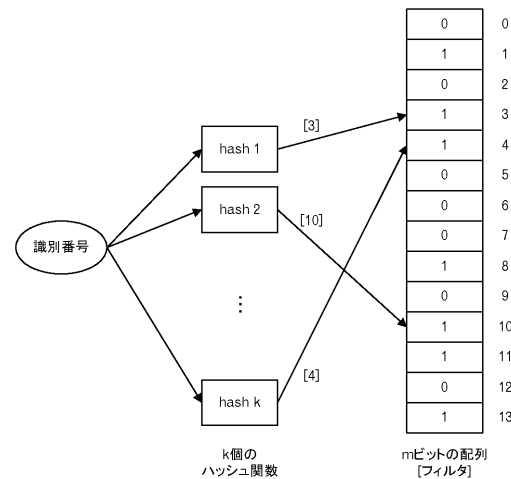 0 0
1 1
0 2
[3]
1 3
hash 1
1 4
0 5
hash 2
0 6
[10]
0 7
識別番号
1 8
0 9
⋮
1 10
1 11
[4]
0 12
hash k
1 13
k個の
ハッシュ関数
mビットの配列
[フィルタ]